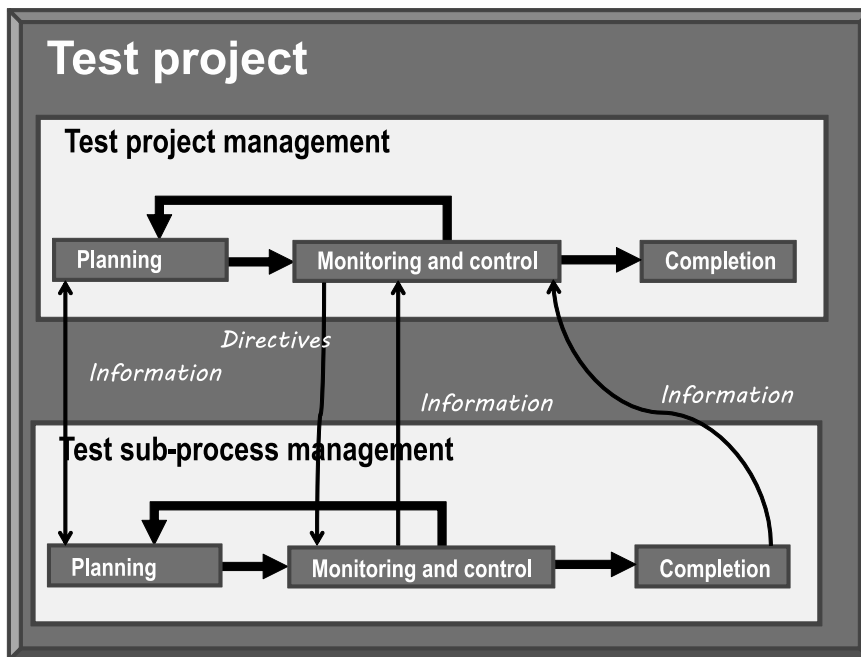 Test project
Test project management
Planning
Monitoring and control
Completion
Directives
Information
Information
Information
Test sub-process management
Planning
Monitoring and control
Completion